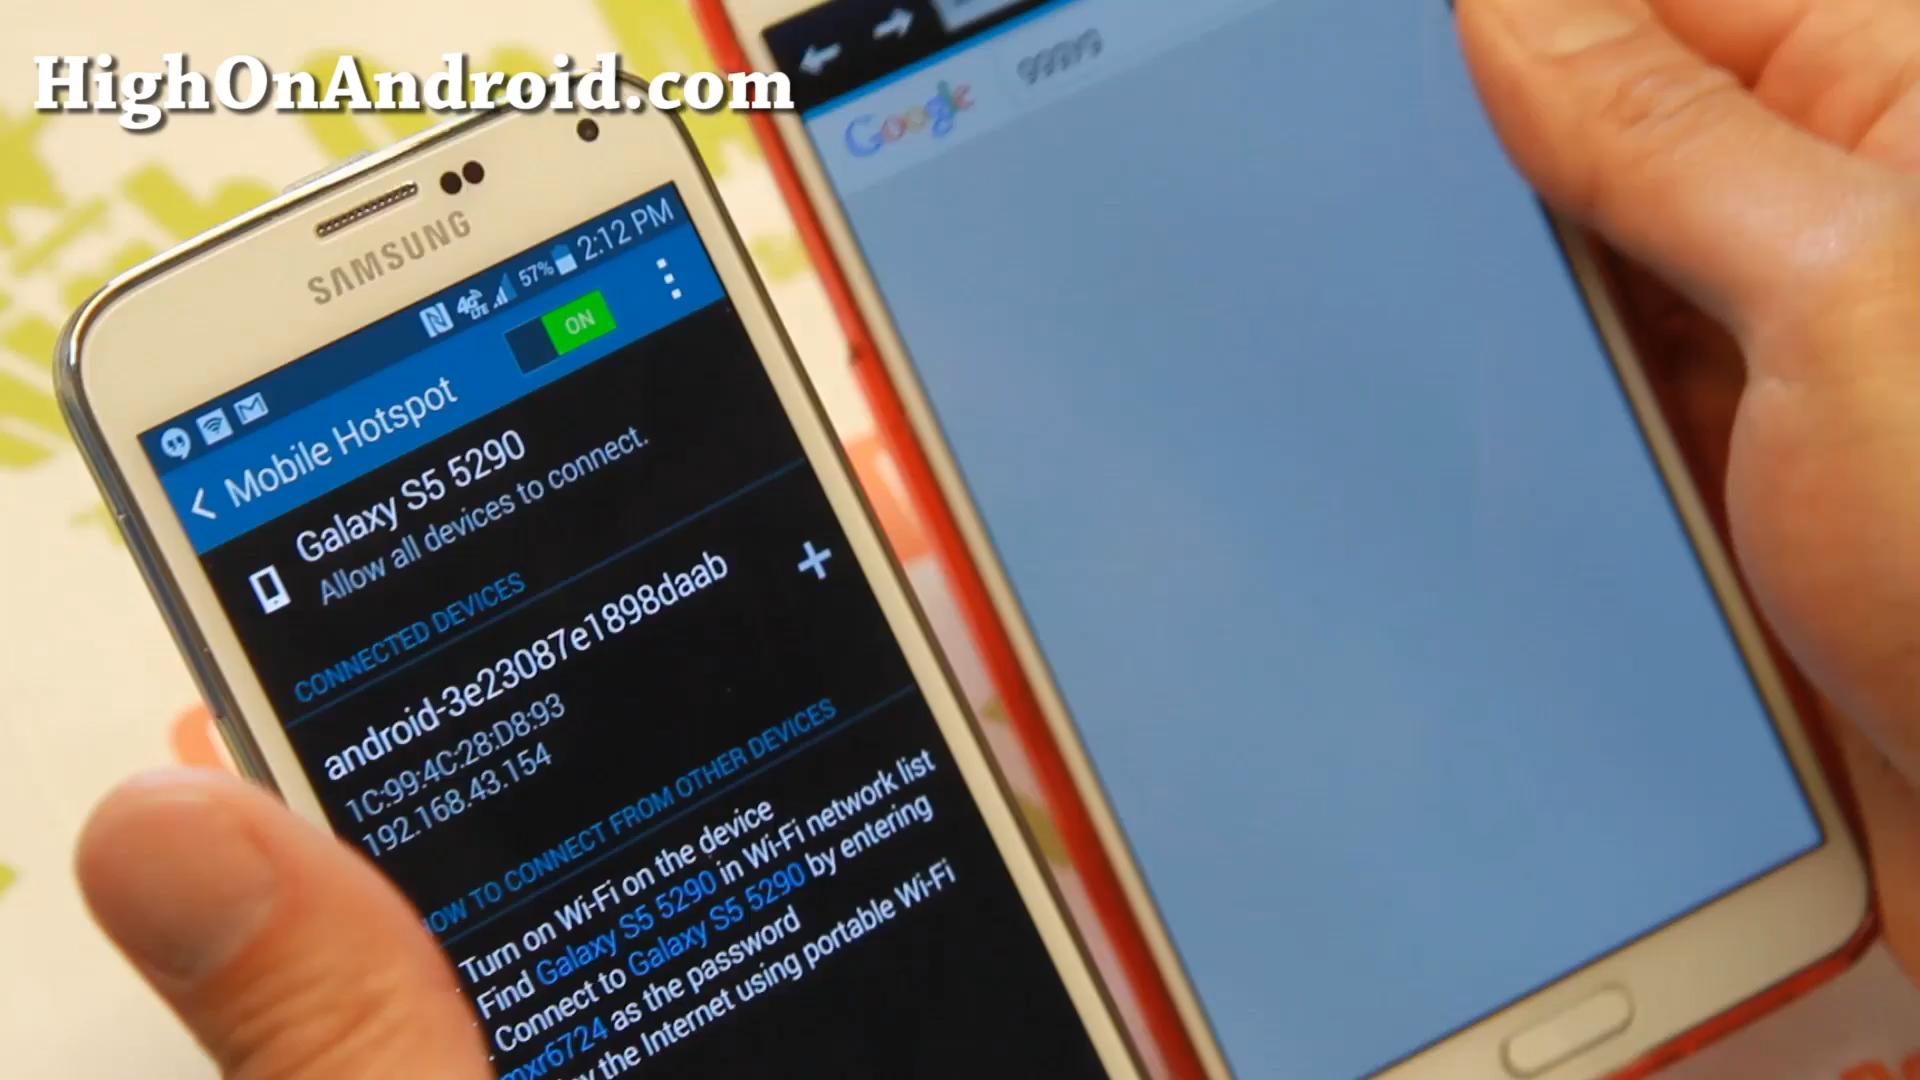 HighOnAndroid.com
SAMSUNG
4G LTE 57% 2:12 PM
Mobile Hotspot
ON
Galaxy S5 5290
Allow all devices to connect.
CONNECTED DEVICES
android-3e23087e1898daab
1C:99:4C:28:D8:93
192.168.43.154
HOW TO CONNECT FROM OTHER DEVICES
Turn on Wi-Fi on the device
Find Galaxy S5 5290 in Wi-Fi network list
Connect to Galaxy S5 5290 by entering
mxr6724 as the password
the Internet using portable Wi-Fi
Google